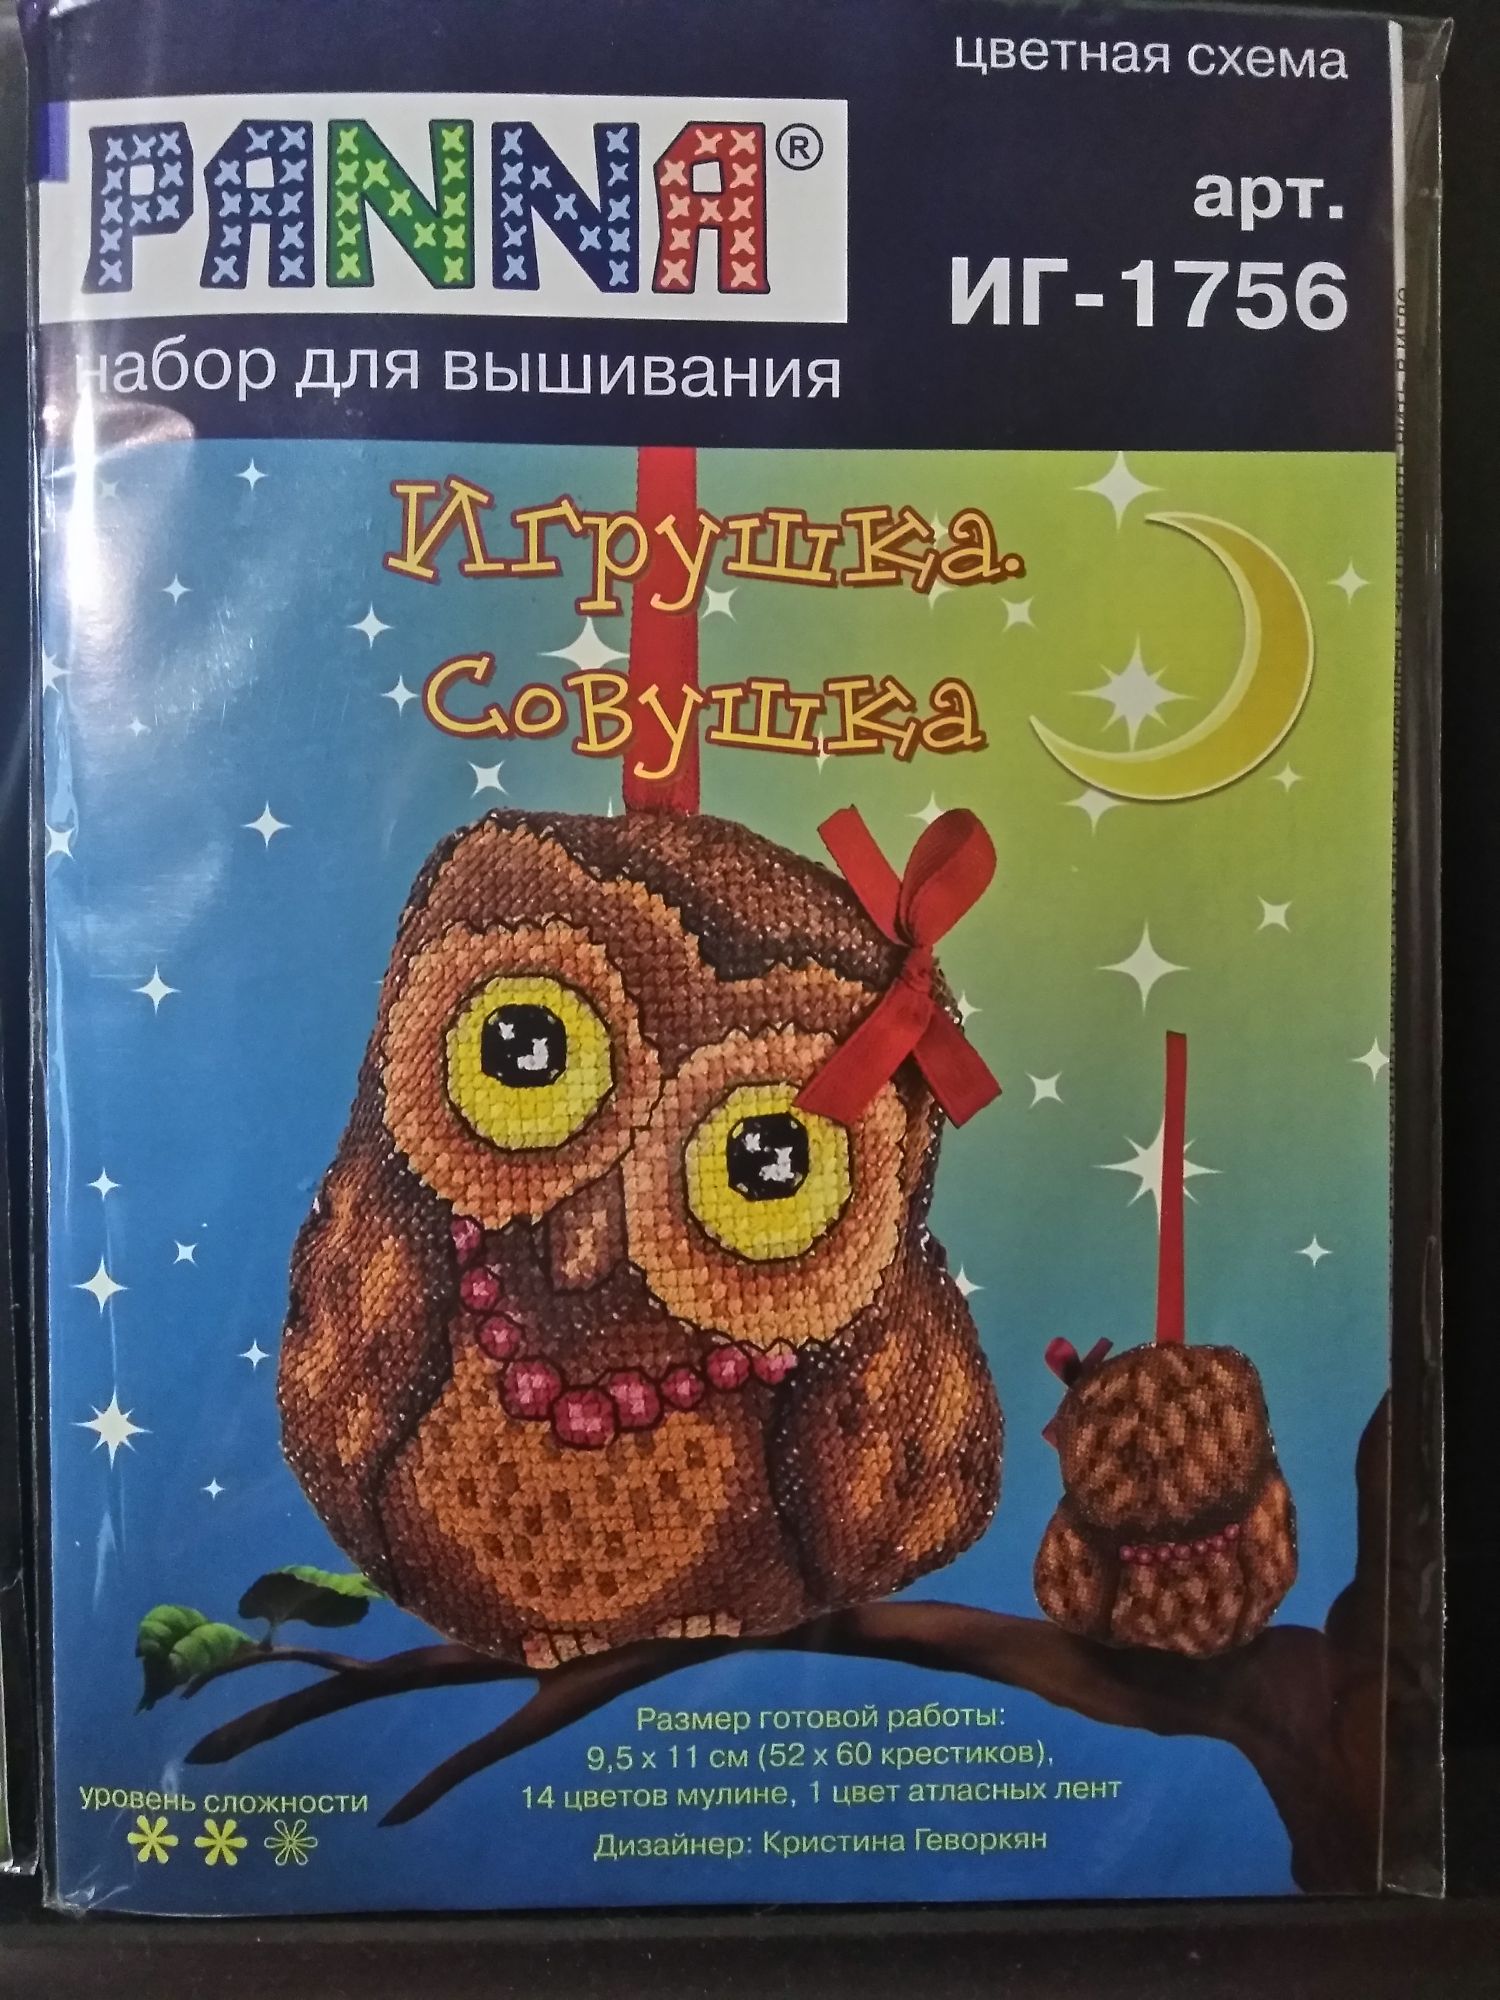 цветная схема
PANNA®
арт.
ИГ-1756
набор для вышивания
Игрушка.
Совушка
Размер готовой работы:
9,5 х 11 см (52 х 60 крестиков),
14 цветов мулине, 1 цвет атласных лент
уровень сложности
Дизайнер: Кристина Геворкян